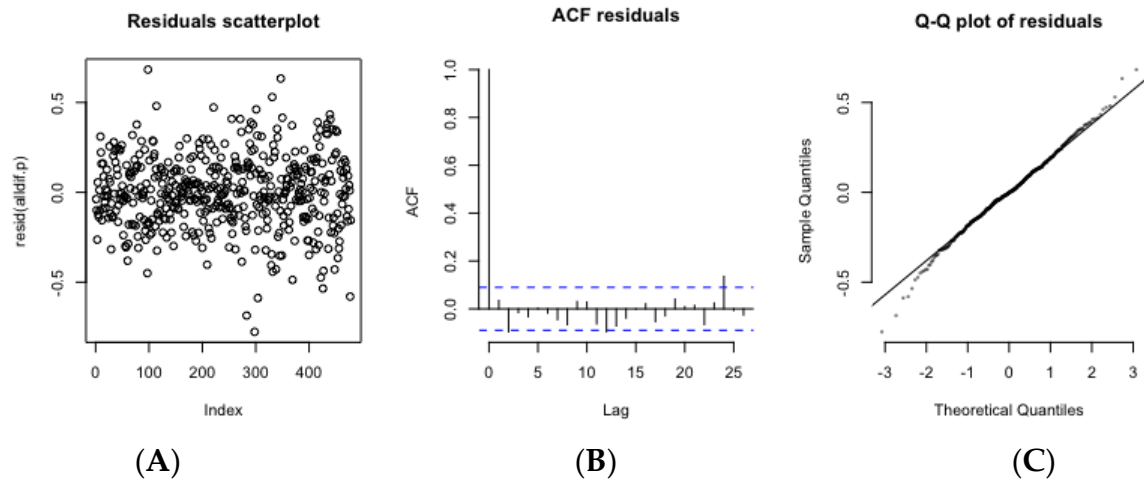 Residuals scatterplot
resid(alldif.p)
0.5
0.0
-0.5
0 100 200 300 400
Index
(A)
ACF residuals
ACF
1.0
0.8
0.6
0.4
0.2
0.0
0 5 10 15 20 25
Lag
(B)
Q-Q plot of residuals
Sample Quantiles
0.5
0.0
-0.5
-3 -2 -1 0 1 2 3
Theoretical Quantiles
(C)